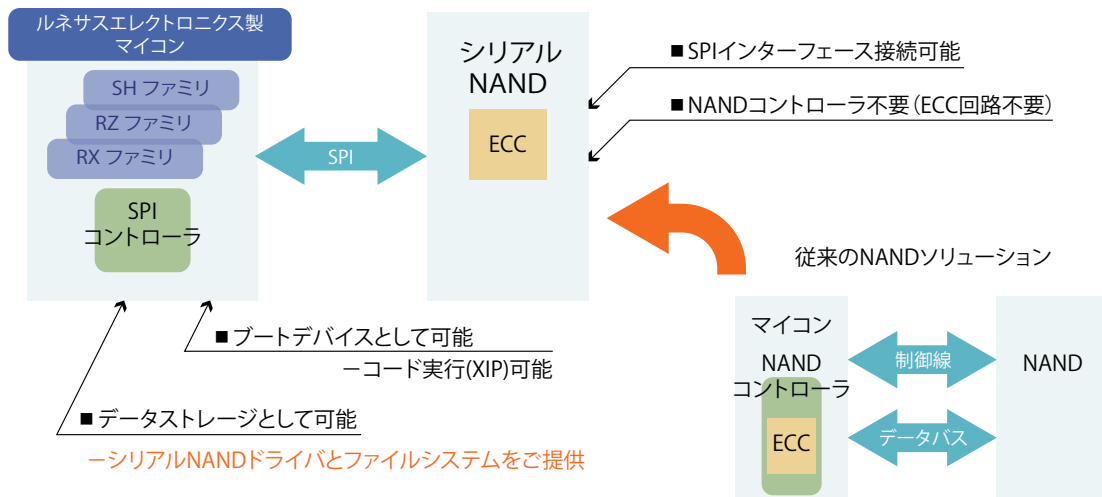 ルネサスエレクトロニクス製
マイコン
SH ファミリ
RZ ファミリ
RX ファミリ
SPI
コントローラ
SPI
シリアル
NAND
ECC
■ SPIインターフェース接続可能
■ NANDコントローラ不要（ECC回路不要）
■ ブートデバイスとして可能
－コード実行(XIP)可能
■ データストレージとして可能
－シリアルNANDドライバとファイルシステムをご提供
従来のNANDソリューション
マイコン
NAND
コントローラ
ECC
制御線
データバス
NAND